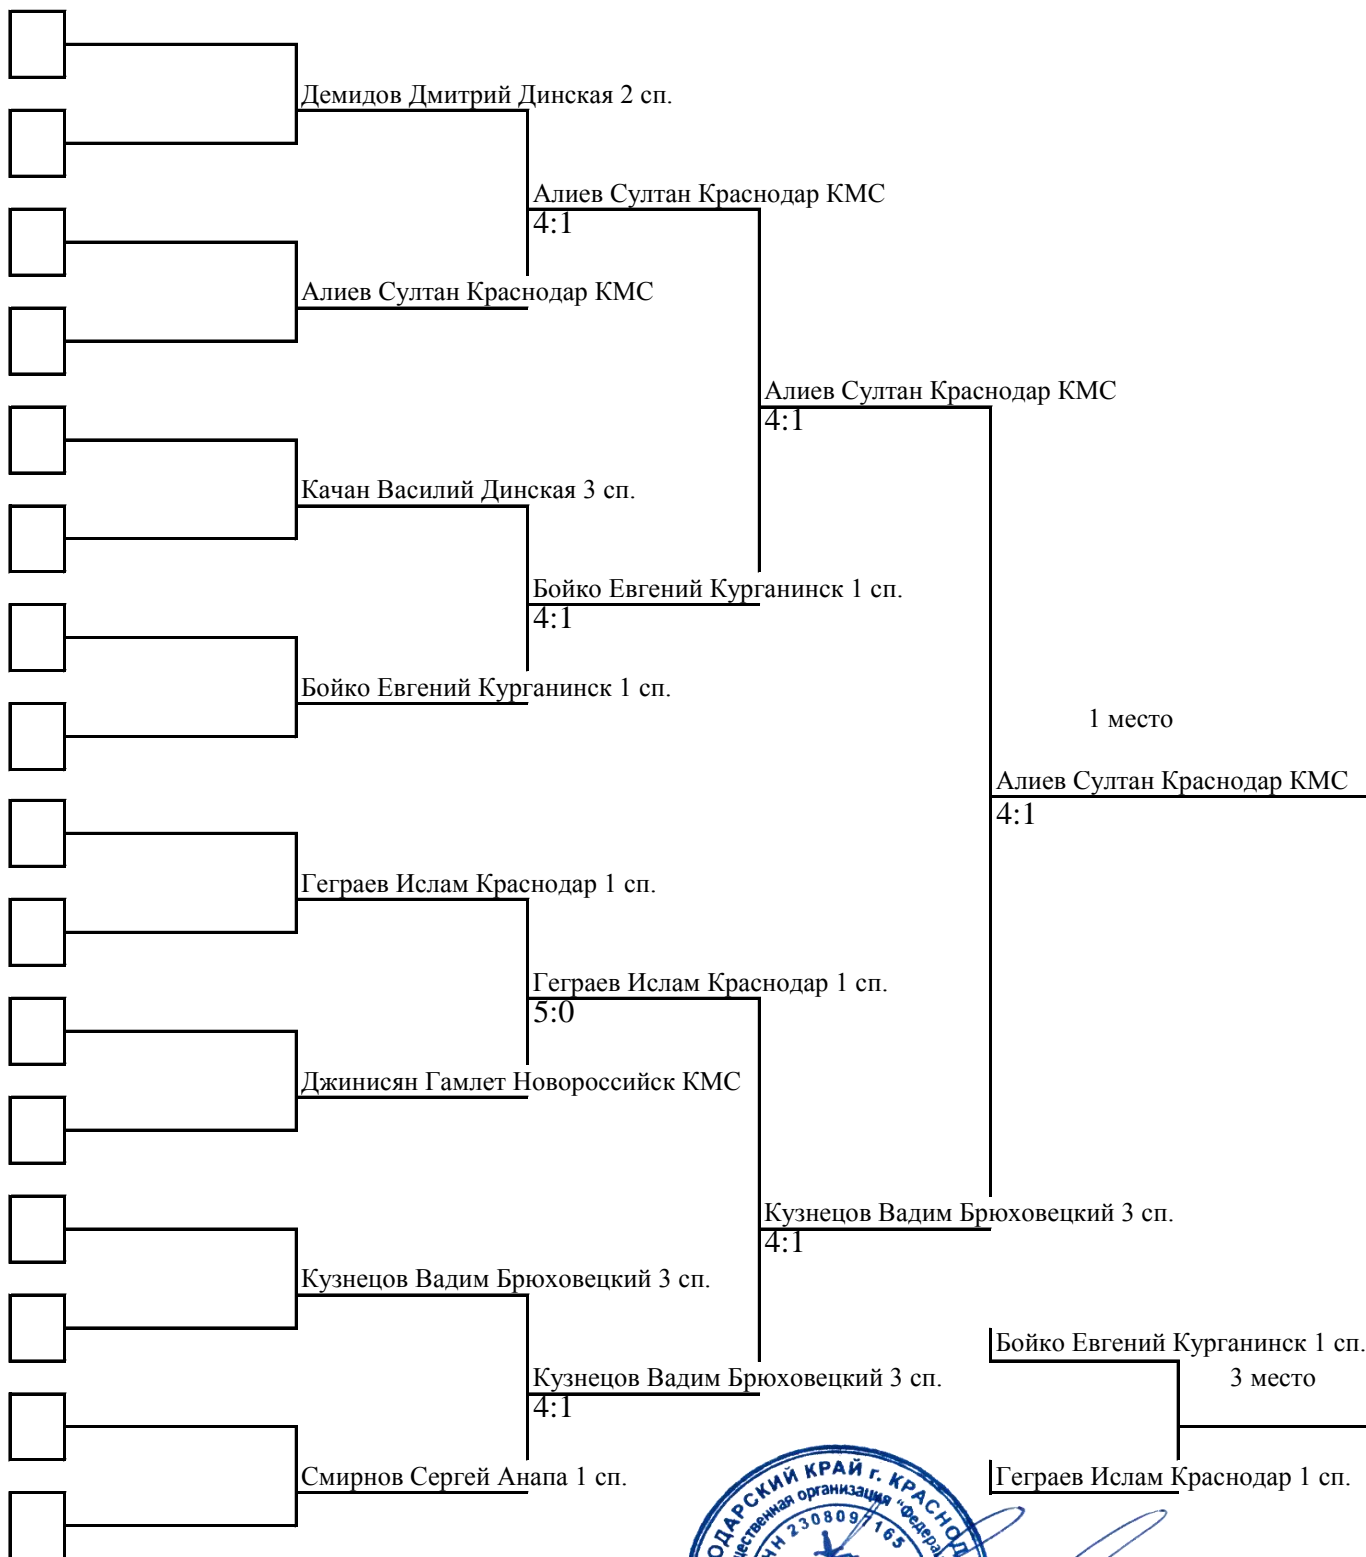 Демидов Дмитрий Динская 2 сп.
Алиев Султан Краснодар КМС
4:1
Алиев Султан Краснодар КМС
Алиев Султан Краснодар КМС
4:1
Качан Василий Динская 3 сп.
Бойко Евгений Курганинск 1 сп.
4:1
Бойко Евгений Курганинск 1 сп.
1 место
Алиев Султан Краснодар КМС
4:1
Геграев Ислам Краснодар 1 сп.
Геграев Ислам Краснодар 1 сп.
5:0
Джинисян Гамлет Новороссийск КМС
Кузнецов Вадим Брюховецкий 3 сп.
4:1
Кузнецов Вадим Брюховецкий 3 сп.
Бойко Евгений Курганинск 1 сп.
Кузнецов Вадим Брюховецкий 3 сп.
3 место
4:1
Смирнов Сергей Анапа 1 сп.
Геграев Ислам Краснодар 1 сп.
ОДАРСКИЙ КРАЙ г. КРАСНОД
щественная организация "Федера
НН 2308097165